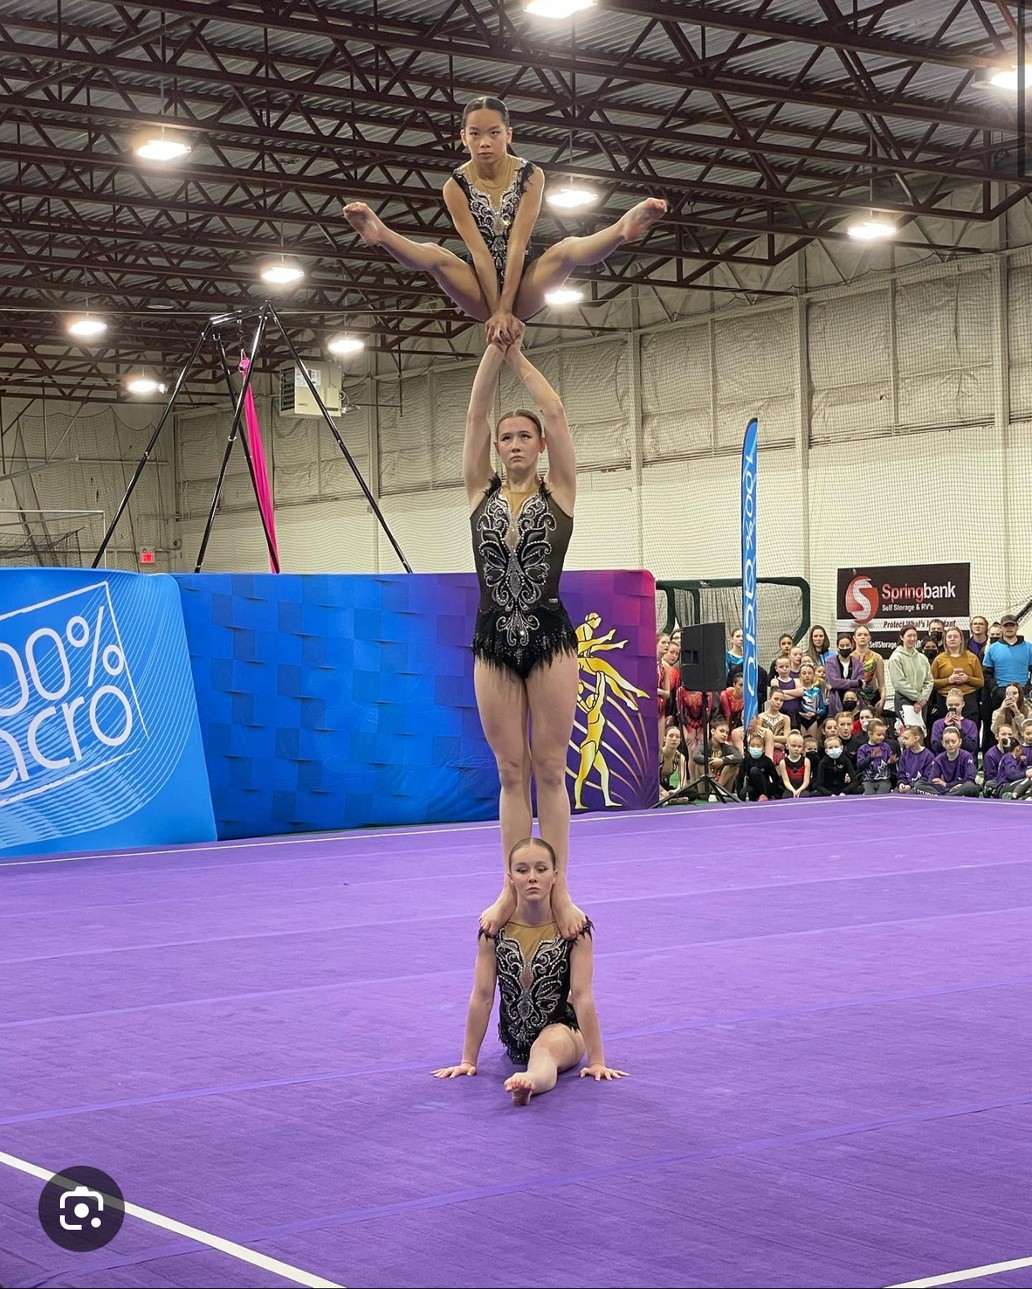 00%
acro
100% acro
Springbank
Self Storage & RV's